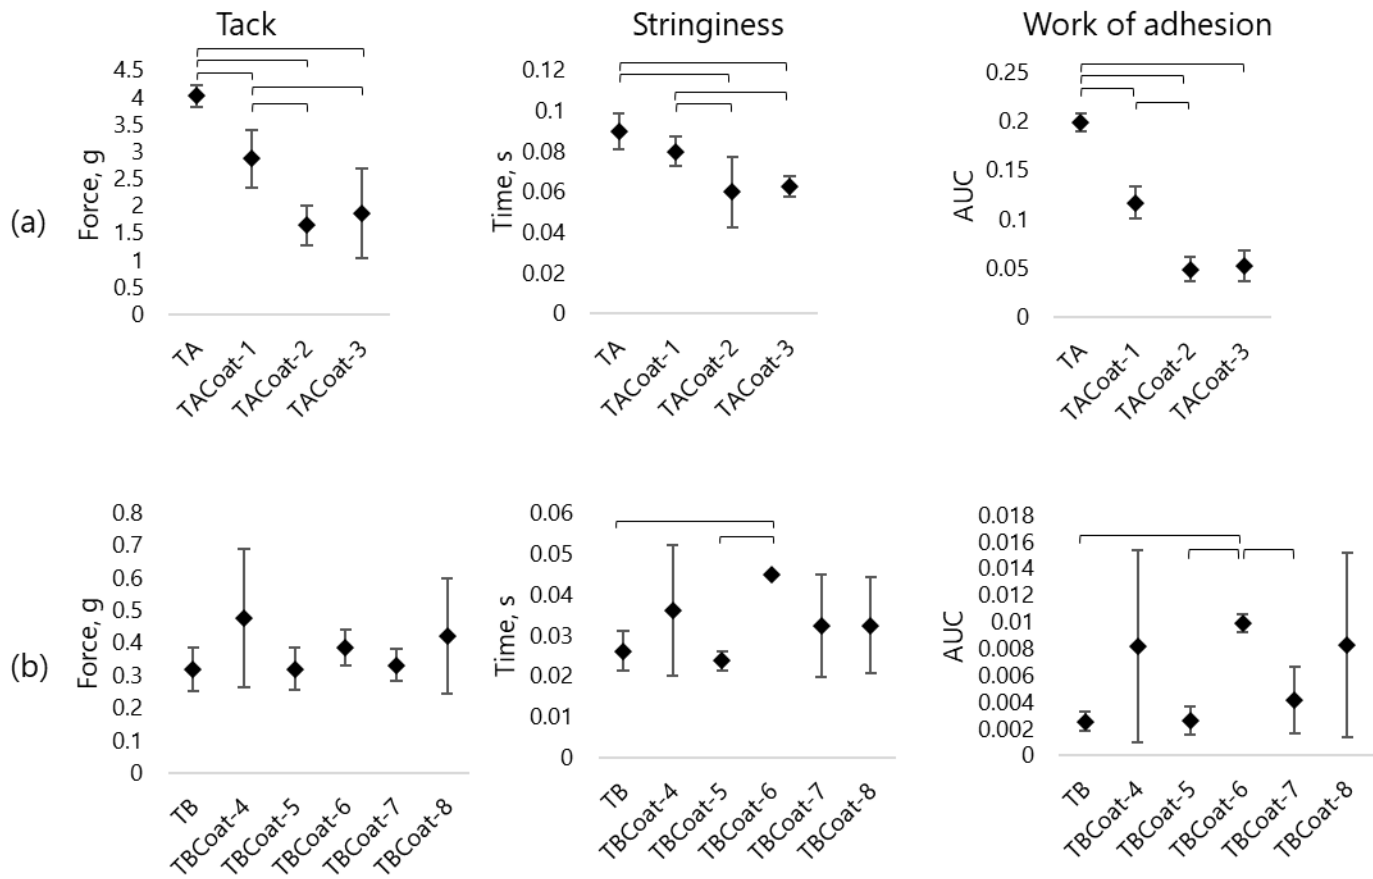 Tack
Stringiness
Work of adhesion
(a)
Force, g
4.5
4
3.5
3
2.5
2
1.5
1
0.5
0
TA
TACoat-1
TACoat-2
TACoat-3
Time, s
0.12
0.1
0.08
0.06
0.04
0.02
0
TA
TACoat-1
TACoat-2
TACoat-3
AUC
0.25
0.2
0.15
0.1
0.05
0
TA
TACoat-1
TACoat-2
TACoat-3
(b)
Force, g
0.8
0.7
0.6
0.5
0.4
0.3
0.2
0.1
0
TB
TBCoat-4
TBCoat-5
TBCoat-6
TBCoat-7
TBCoat-8
Time, s
0.06
0.05
0.04
0.03
0.02
0.01
0
TB
TBCoat-4
TBCoat-5
TBCoat-6
TBCoat-7
TBCoat-8
AUC
0.018
0.016
0.014
0.012
0.01
0.008
0.006
0.004
0.002
0
TB
TBCoat-4
TBCoat-5
TBCoat-6
TBCoat-7
TBCoat-8